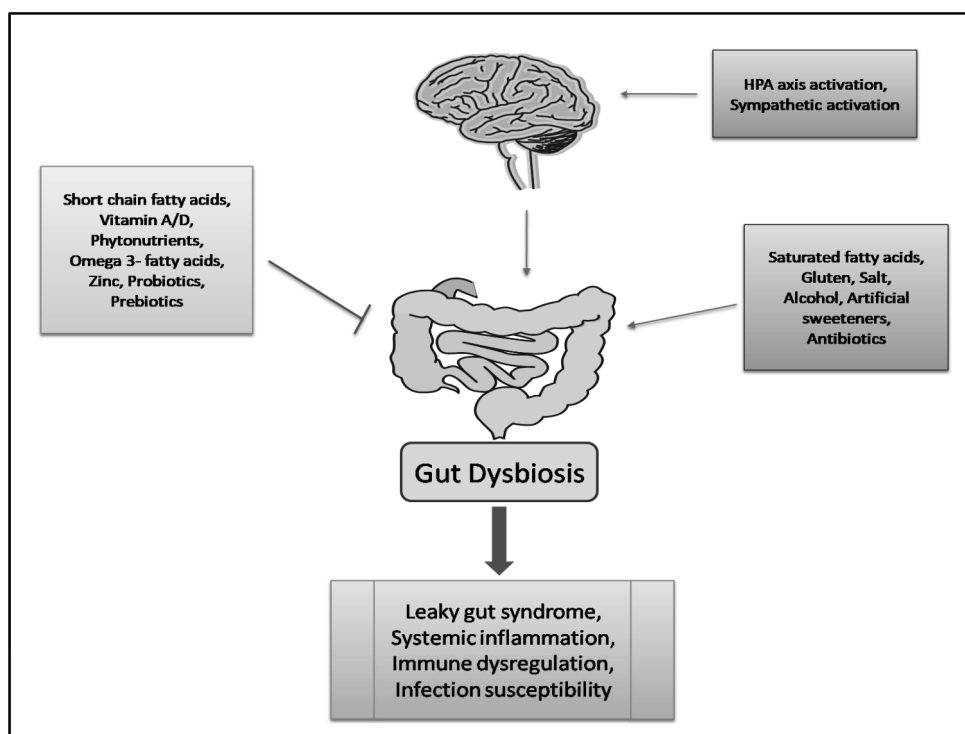 HPA axis activation,
Sympathetic activation
Short chain fatty acids,
Vitamin A/D,
Phytonutrients,
Omega 3- fatty acids,
Zinc, Probiotics,
Prebiotics
Saturated fatty acids,
Gluten, Salt,
Alcohol, Artificial
sweeteners,
Antibiotics
Gut Dysbiosis
Leaky gut syndrome,
Systemic inflammation,
Immune dysregulation,
Infection susceptibility